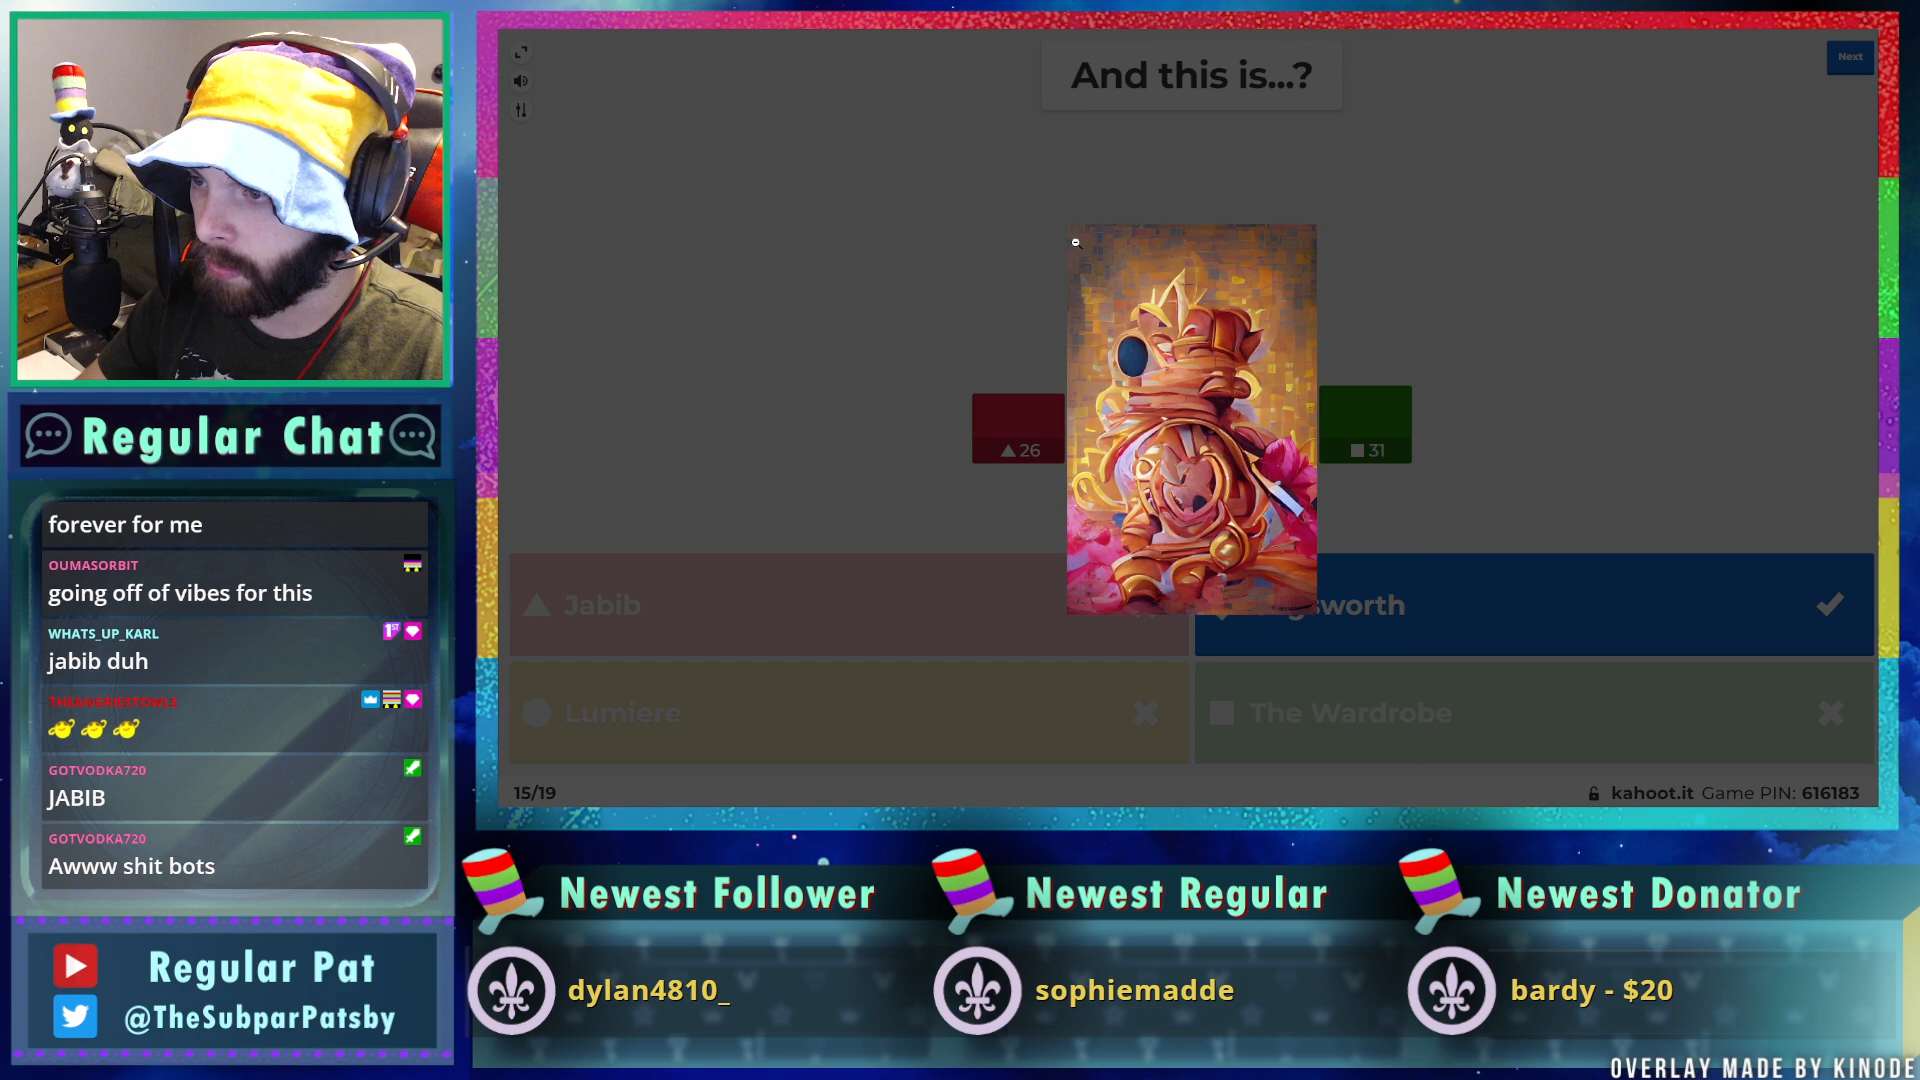 And this is...?
Next
26
31
Jabib
sworth
Lumiere
The Wardrobe
15/19
kahoot.it Game PIN: 616183
Regular Chat
forever for me
OUMASORBIT
going off of vibes for this
WHATS_UP_KARL
1ST
jabib duh
THEANGRIESTOWLS
GOTVODKA720
JABIB
GOTVODKA720
Awww shit bots
Regular Pat
@TheSubparPatsby
Newest Follower
dylan4810_
Newest Regular
sophiemadde
Newest Donator
bardy - $20
OVERLAY MADE BY KINODE